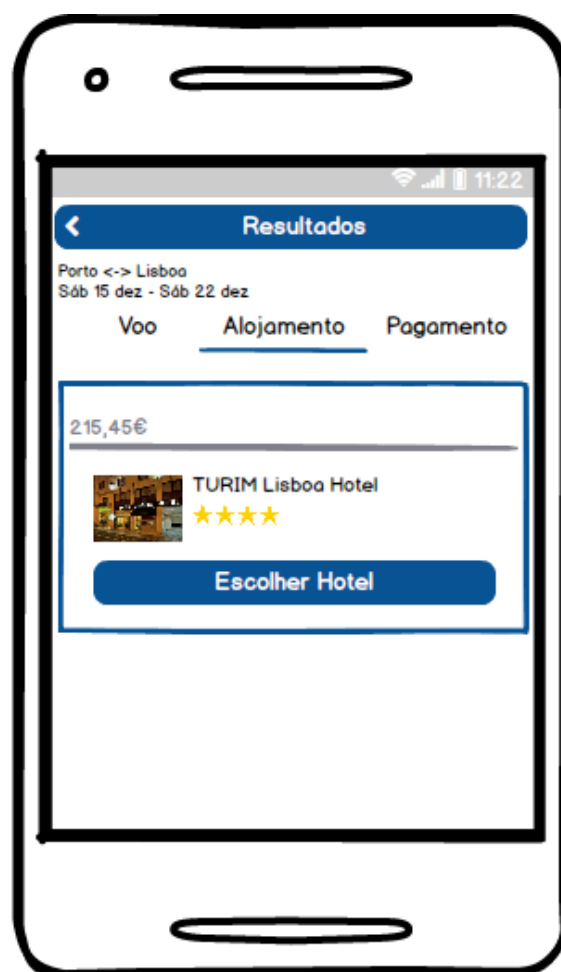 11:22
Resultados
Porto <-> Lisboa
Sáb 15 dez - Sáb 22 dez
Voo Alojamento Pagamento
215,45€
TURIM Lisboa Hotel
Escolher Hotel